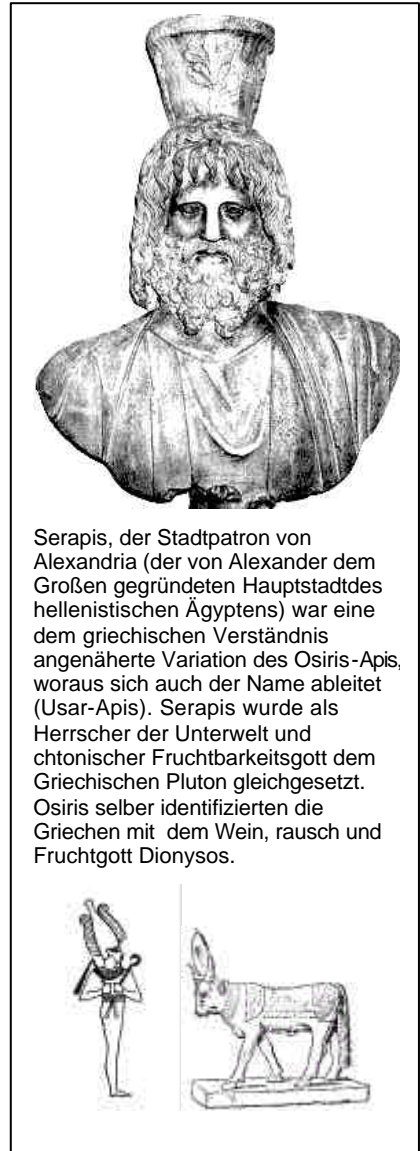 Serapis, der Stadtpatron von
Alexandria (der von Alexander dem
Großen gegründeten Hauptstadtdes
hellenistischen Ägyptens) war eine
dem griechischen Verständnis
angenäherte Variation des Osiris-Apis,
woraus sich auch der Name ableitet
(Usar-Apis). Serapis wurde als
Herrscher der Unterwelt und
chtonischer Fruchtbarkeitsgott dem
Griechischen Pluton gleichgesetzt.
Osiris selber identifizierten die
Griechen mit dem Wein, rausch und
Fruchtgott Dionysos.